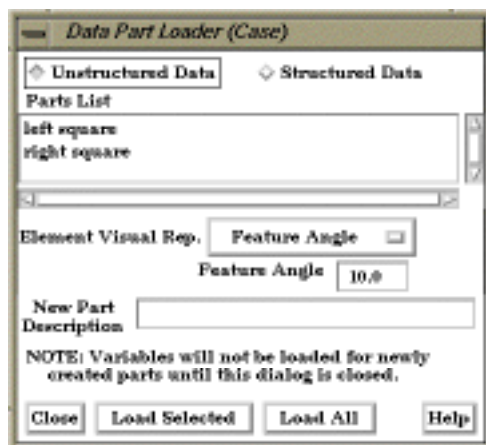 Data Part Loader (Case)
Unstructured Data Structured Data
Parts List
left square
right square
Element Visual Rep. Feature Angle
Feature Angle 10.0
New Part
Description
NOTE: Variables will not be loaded for newly
created parts until this dialog is closed.
Close Load Selected Load All Help